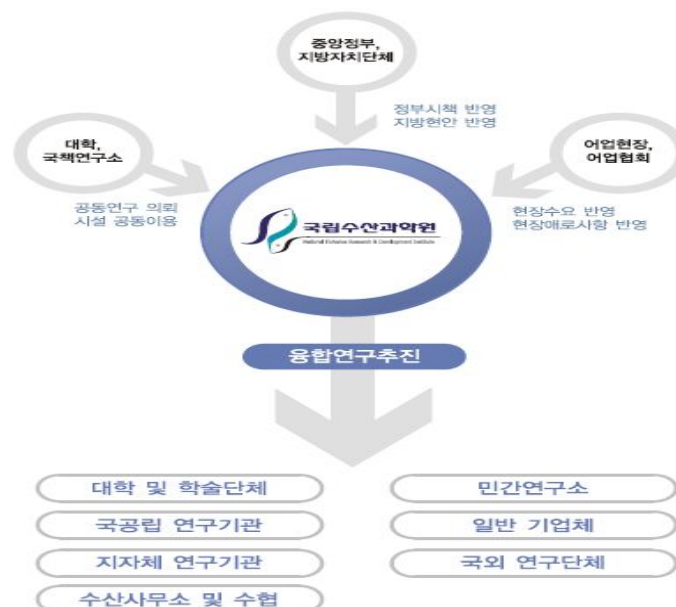 중앙정부,
지방자치단체
정부시책 반영
지방현안 반영
대학,
국책연구소
어업현장,
어업협회
공동연구 의뢰
시설 공동이용
현장수요 반영
현장애로사항 반영
국립수산과학원
National Fisheries Research & Development Institute
융합연구추진
대학 및 학술단체
민간연구소
국공립 연구기관
일반 기업체
지자체 연구기관
국외 연구단체
수산사무소 및 수협